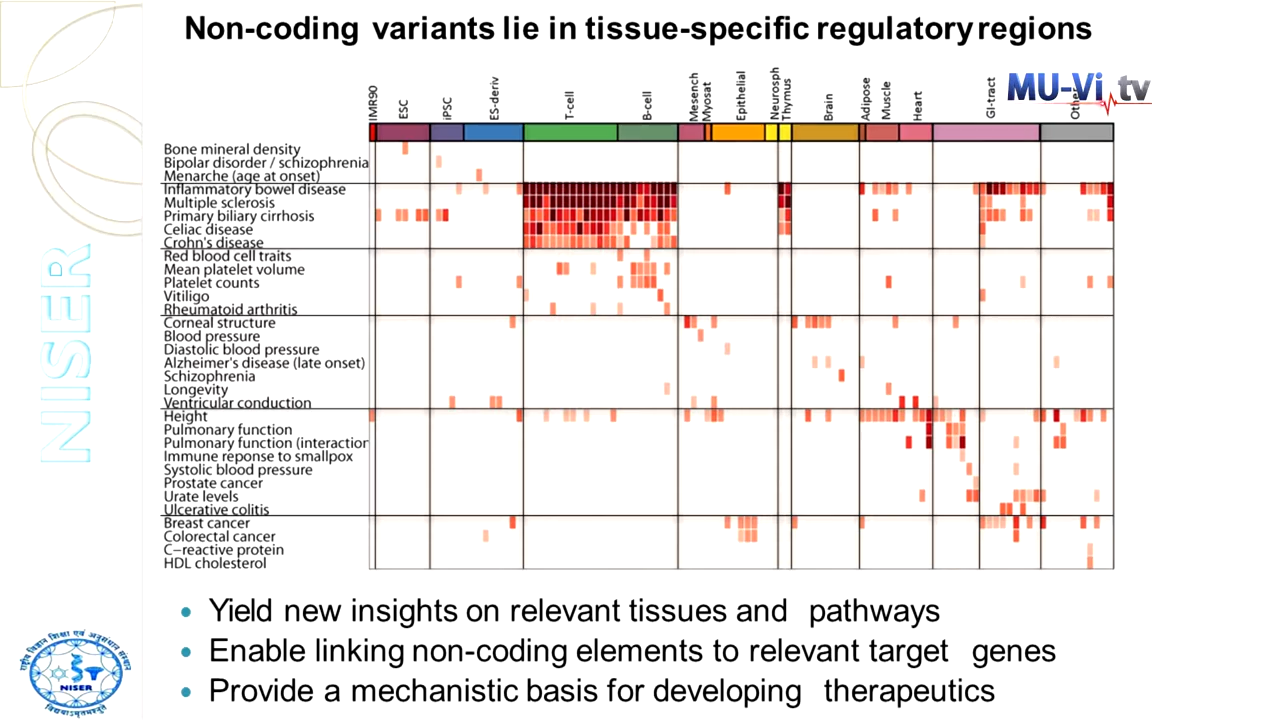 Non-coding variants lie in tissue-specific regulatory regions
MU-Vi.tv
IMR90
ESC
iPSC
ES-deriv
T-cell
B-cell
Mesench
Myosat
Epithelial
Neurosph
Thymus
Brain
Adipose
Muscle
Heart
GI-tract
Other
Bone mineral density
Bipolar disorder / schizophrenia
Menarche (age at onset)
Inflammatory bowel disease
Multiple sclerosis
Primary biliary cirrhosis
Celiac disease
Crohn's disease
Red blood cell traits
Mean platelet volume
Platelet counts
Vitiligo
Rheumatoid arthritis
Corneal structure
Blood pressure
Diastolic blood pressure
Alzheimer's disease (late onset)
Schizophrenia
Longevity
Ventricular conduction
Height
Pulmonary function
Pulmonary function (interaction
Immune reponse to smallpox
Systolic blood pressure
Prostate cancer
Urate levels
Ulcerative colitis
Breast cancer
Colorectal cancer
C−reactive protein
HDL cholesterol
• Yield new insights on relevant tissues and pathways
• Enable linking non-coding elements to relevant target genes
• Provide a mechanistic basis for developing therapeutics
NISER
NISER